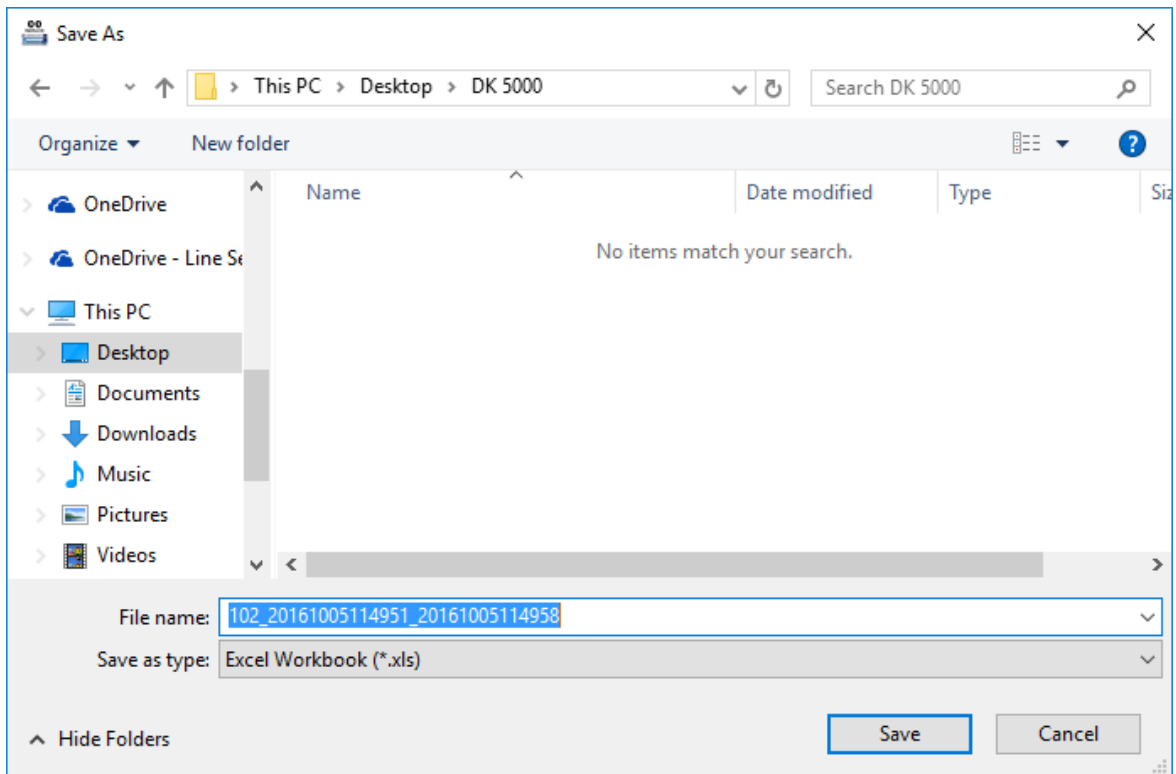 Save As
This PC > Desktop > DK 5000
Search DK 5000
Organize
New folder
?
Name
Date modified
Type
Siz
No items match your search.
OneDrive
OneDrive - Line Se
This PC
Desktop
Documents
Downloads
Music
Pictures
Videos
File name: 102_20161005114951_20161005114958
Save as type: Excel Workbook (*.xls)
Hide Folders
Save
Cancel